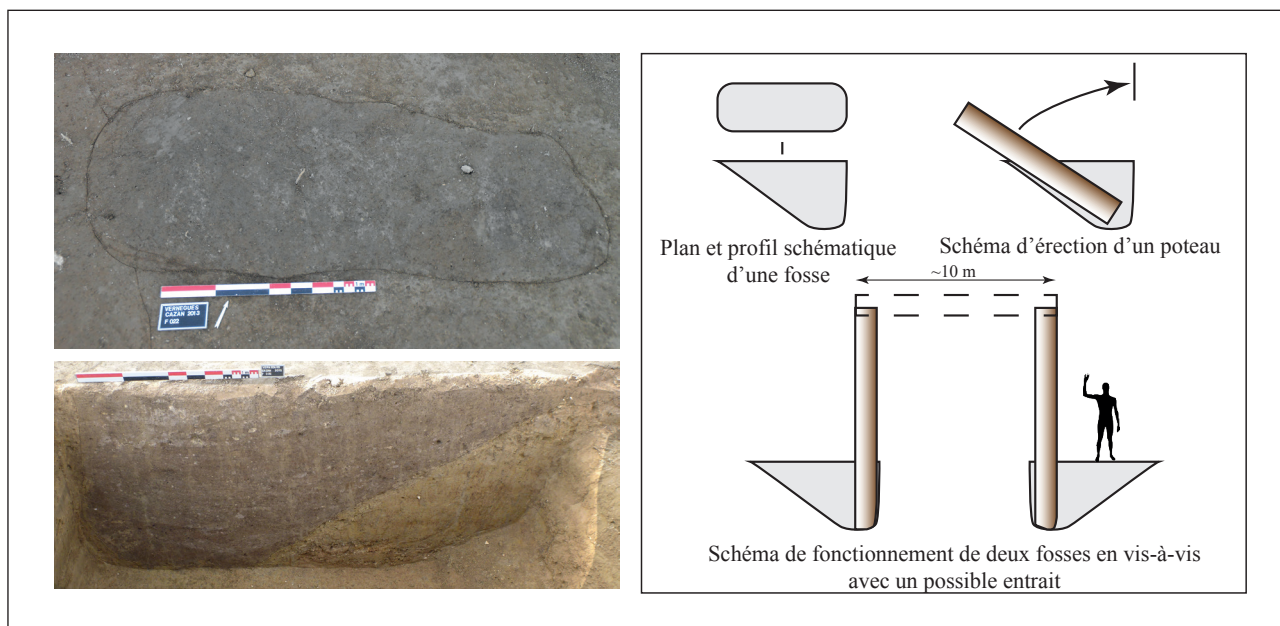 1 m
VERNEGUES
CAZAN 2013
F 022
Plan et profil schématique
d'une fosse
Schéma d'érection d'un poteau
~10 m
Schéma de fonctionnement de deux fosses en vis-à-vis
avec un possible entrait